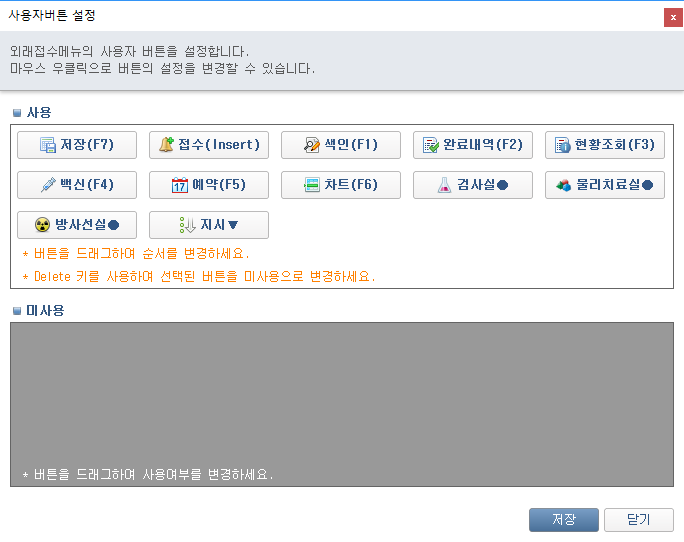 사용자버튼 설정
x
외래접수메뉴의 사용자 버튼을 설정합니다.
마우스 우클릭으로 버튼의 설정을 변경할 수 있습니다.
사용
저장(F7) 접수(Insert) 색인(F1) 완료내역(F2) 현황조회(F3)
백신(F4) 17 예약(F5) 차트(F6) 검사실● 물리치료실●
방사선실● 지시▼
* 버튼을 드래그하여 순서를 변경하세요.
* Delete 키를 사용하여 선택된 버튼을 미사용으로 변경하세요.
미사용
* 버튼을 드래그하여 사용여부를 변경하세요.
저장 닫기